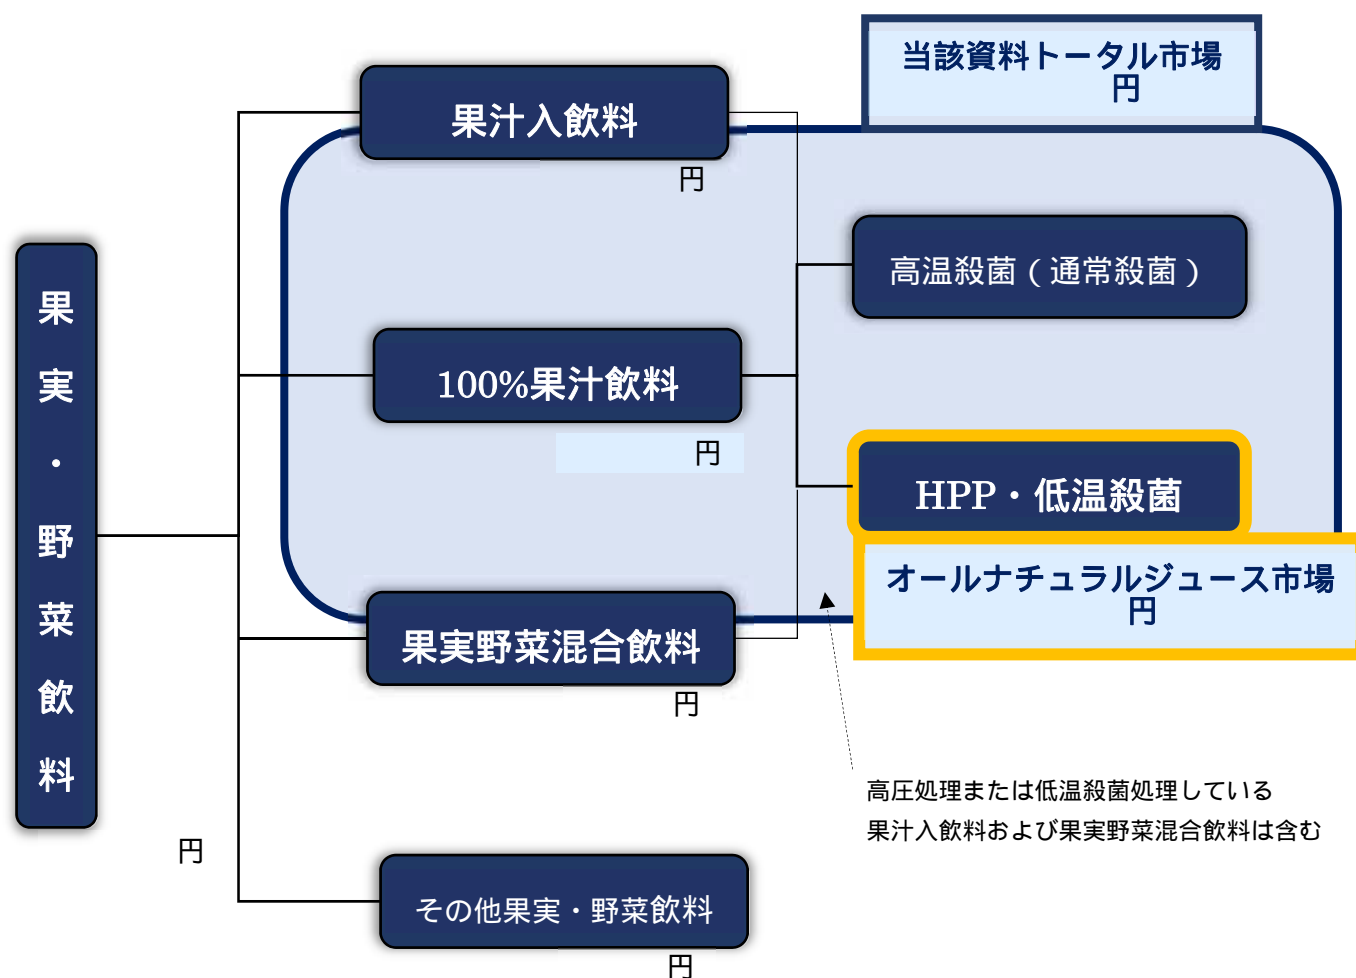 当該資料トータル市場
円
果汁入飲料
円
高温殺菌（通常殺菌）
果実・野菜飲料
円
100%果汁飲料
円
HPP・低温殺菌
オールナチュラルジュース市場
円
果実野菜混合飲料
円
高圧処理または低温殺菌処理している
果汁入飲料および果実野菜混合飲料は含む
その他果実・野菜飲料
円